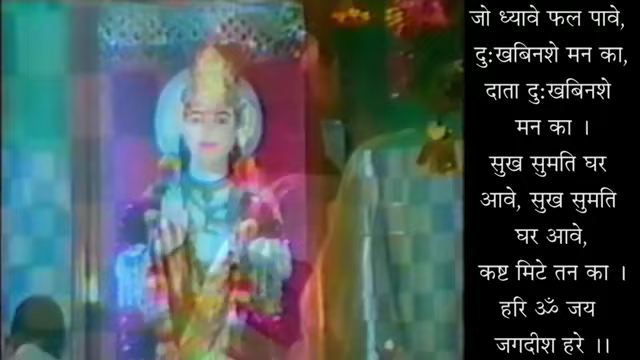 जो ध्यावे फल पावे,
दुःखबिनशे मन का,
दाता दुःखबिनशे
मन का ।
सुख सुमति घर
आवे, सुख सुमति
घर आवे,
कष्ट मिटे तन का ।
हरि ॐ जय
जगदीश हरे ।।